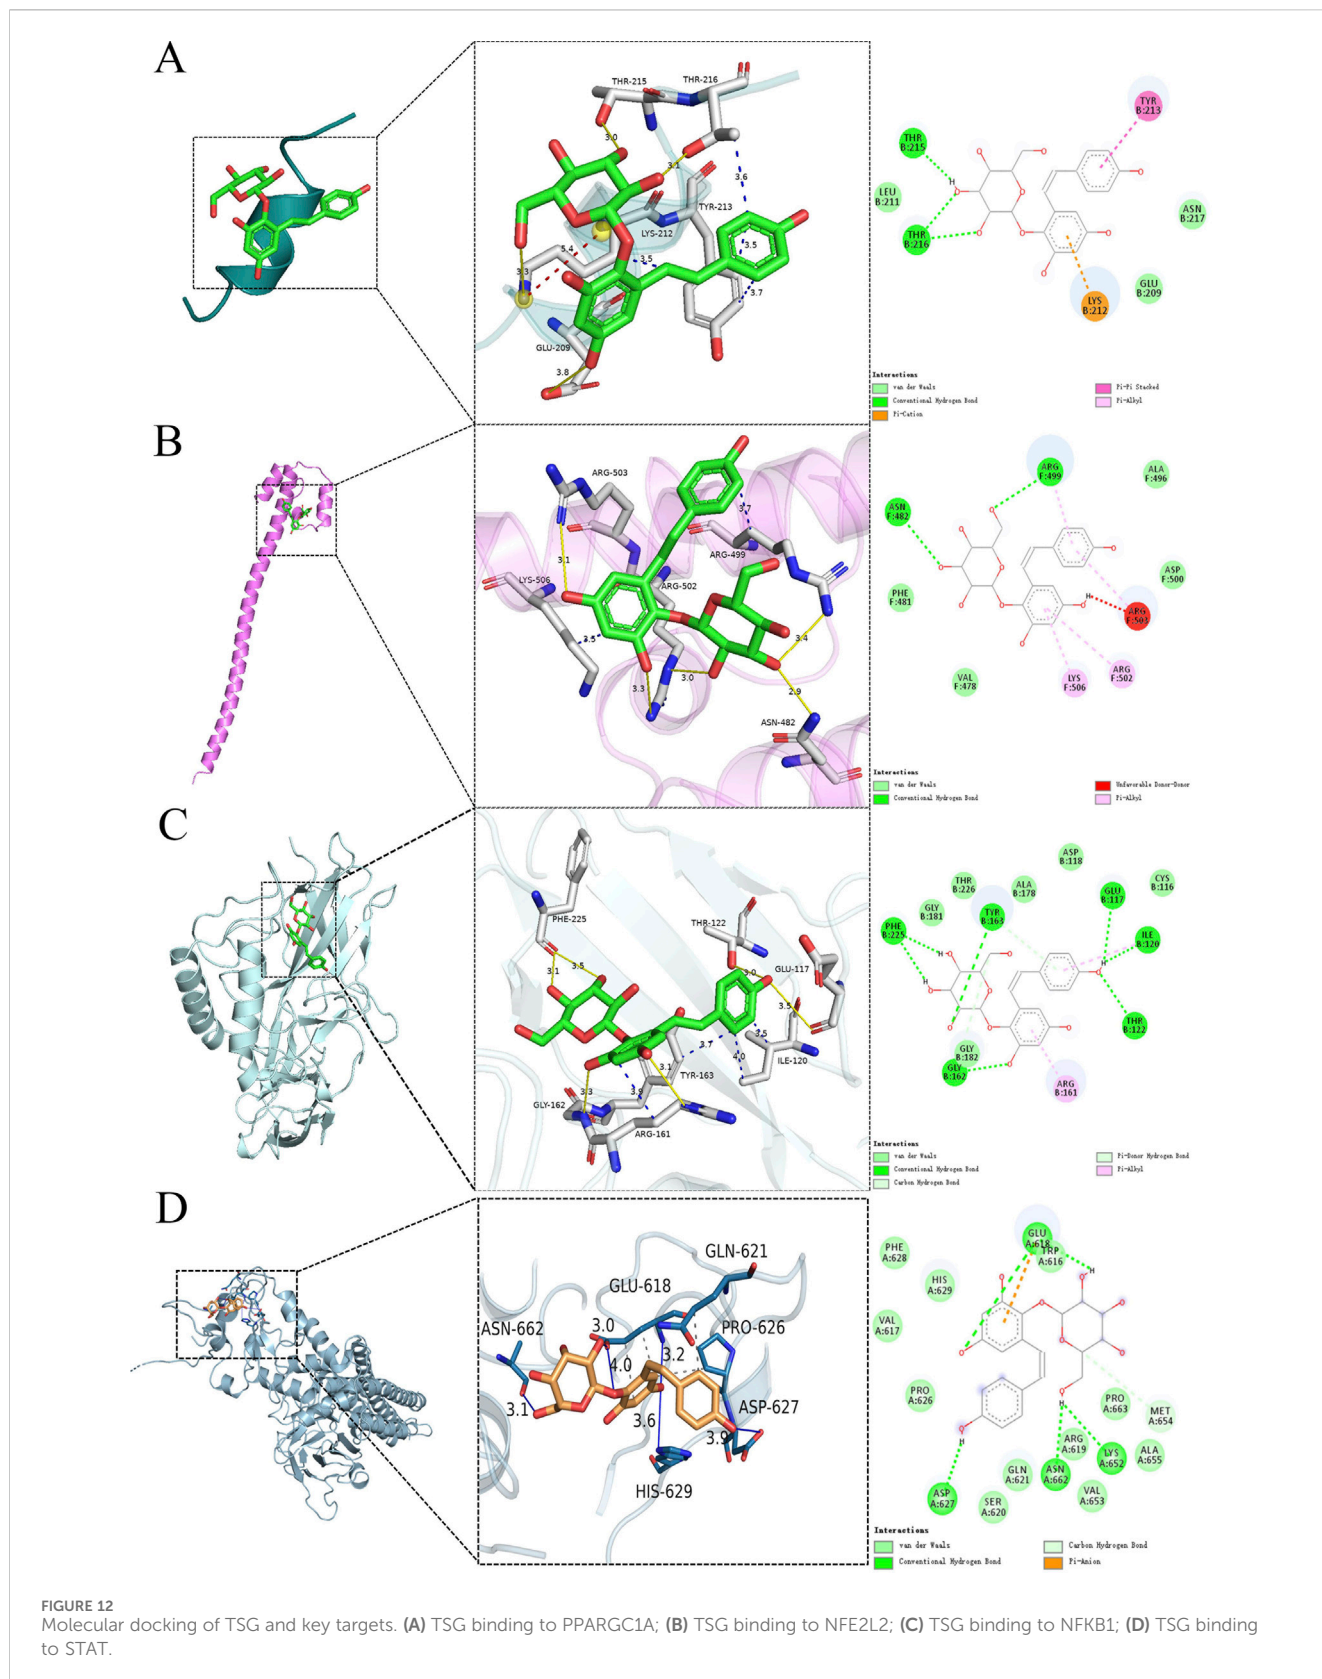 A
THR-215
THR-216
3.0
3.1
3.6
TYR-213
LYS-212
5.4
3.5
3.5
3.3
3.7
GLU-209
3.8
TYR
B:213
THR
B:215
LEU
B:211
ASN
B:217
THR
B:216
GLU
B:209
LYS
B:212
Interactions
van der Waals
Conventional Hydrogen Bond
Pi-Cation
Pi-Pi Stacked
Pi-Alkyl
B
ARG-503
3.7
ARG-499
3.1
LYS-506
ARG-502
3.5
3.4
3.3
3.0
2.9
ASN-482
ARG
F:499
ALA
F:496
ASN
F:482
ASP
F:500
PHE
F:481
ARG
F:503
VAL
F:478
LYS
F:506
ARG
F:502
Interactions
van der Waals
Conventional Hydrogen Bond
Unfavorable Donor-Donor
Pi-Alkyl
C
PHE-225
THR-122
3.1
3.5
3.0
GLU-117
3.5
3.5
3.7
4.0
ILE-120
3.1
TYR-163
3.3
3.9
GLY-162
ARG-161
ASP
B:118
THR
B:226
ALA
B:178
GLU
B:117
CYS
B:116
GLY
B:181
TYR
B:163
PHE
B:225
ILE
B:120
THR
B:122
GLY
B:182
GLY
B:162
ARG
B:161
Interactions
van der Waals
Conventional Hydrogen Bond
Carbon Hydrogen Bond
Pi-Donor Hydrogen Bond
Pi-Alkyl
D
GLN-621
GLU-618
ASN-662
3.0
PRO-626
4.0
3.2
3.1
3.6
ASP-627
3.9
HIS-629
GLU
A:618
TRP
A:616
PHE
A:628
HIS
A:629
VAL
A:617
PRO
A:626
PRO
A:663
MET
A:654
ARG
A:619
LYS
A:652
ALA
A:655
GLN
A:621
ASN
A:662
ASP
A:627
SER
A:620
VAL
A:653
Interactions
van der Waals
Conventional Hydrogen Bond
Carbon Hydrogen Bond
Pi-Anion
FIGURE 12
Molecular docking of TSG and key targets. (A) TSG binding to PPARGC1A; (B) TSG binding to NFE2L2; (C) TSG binding to NFKB1; (D) TSG binding
to STAT.